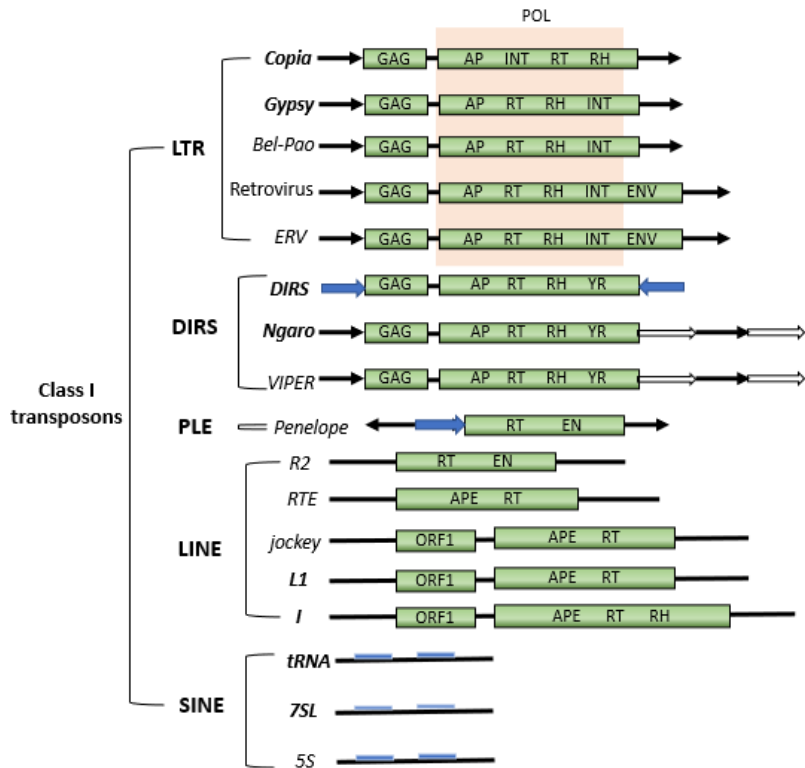 POL
Copia GAG AP INT RT RH
Gypsy GAG AP RT RH INT
LTR Bel-Pao GAG AP RT RH INT
Retrovirus GAG AP RT RH INT ENV
ERV GAG AP RT RH INT ENV
DIRS GAG AP RT RH YR
DIRS Ngaro GAG AP RT RH YR
VIPER GAG AP RT RH YR
Class I
transposons
PLE Penelope RT EN
R2 RT EN
RTE APE RT
LINE jockey ORF1 APE RT
L1 ORF1 APE RT
I ORF1 APE RT RH
tRNA
SINE 7SL
5S